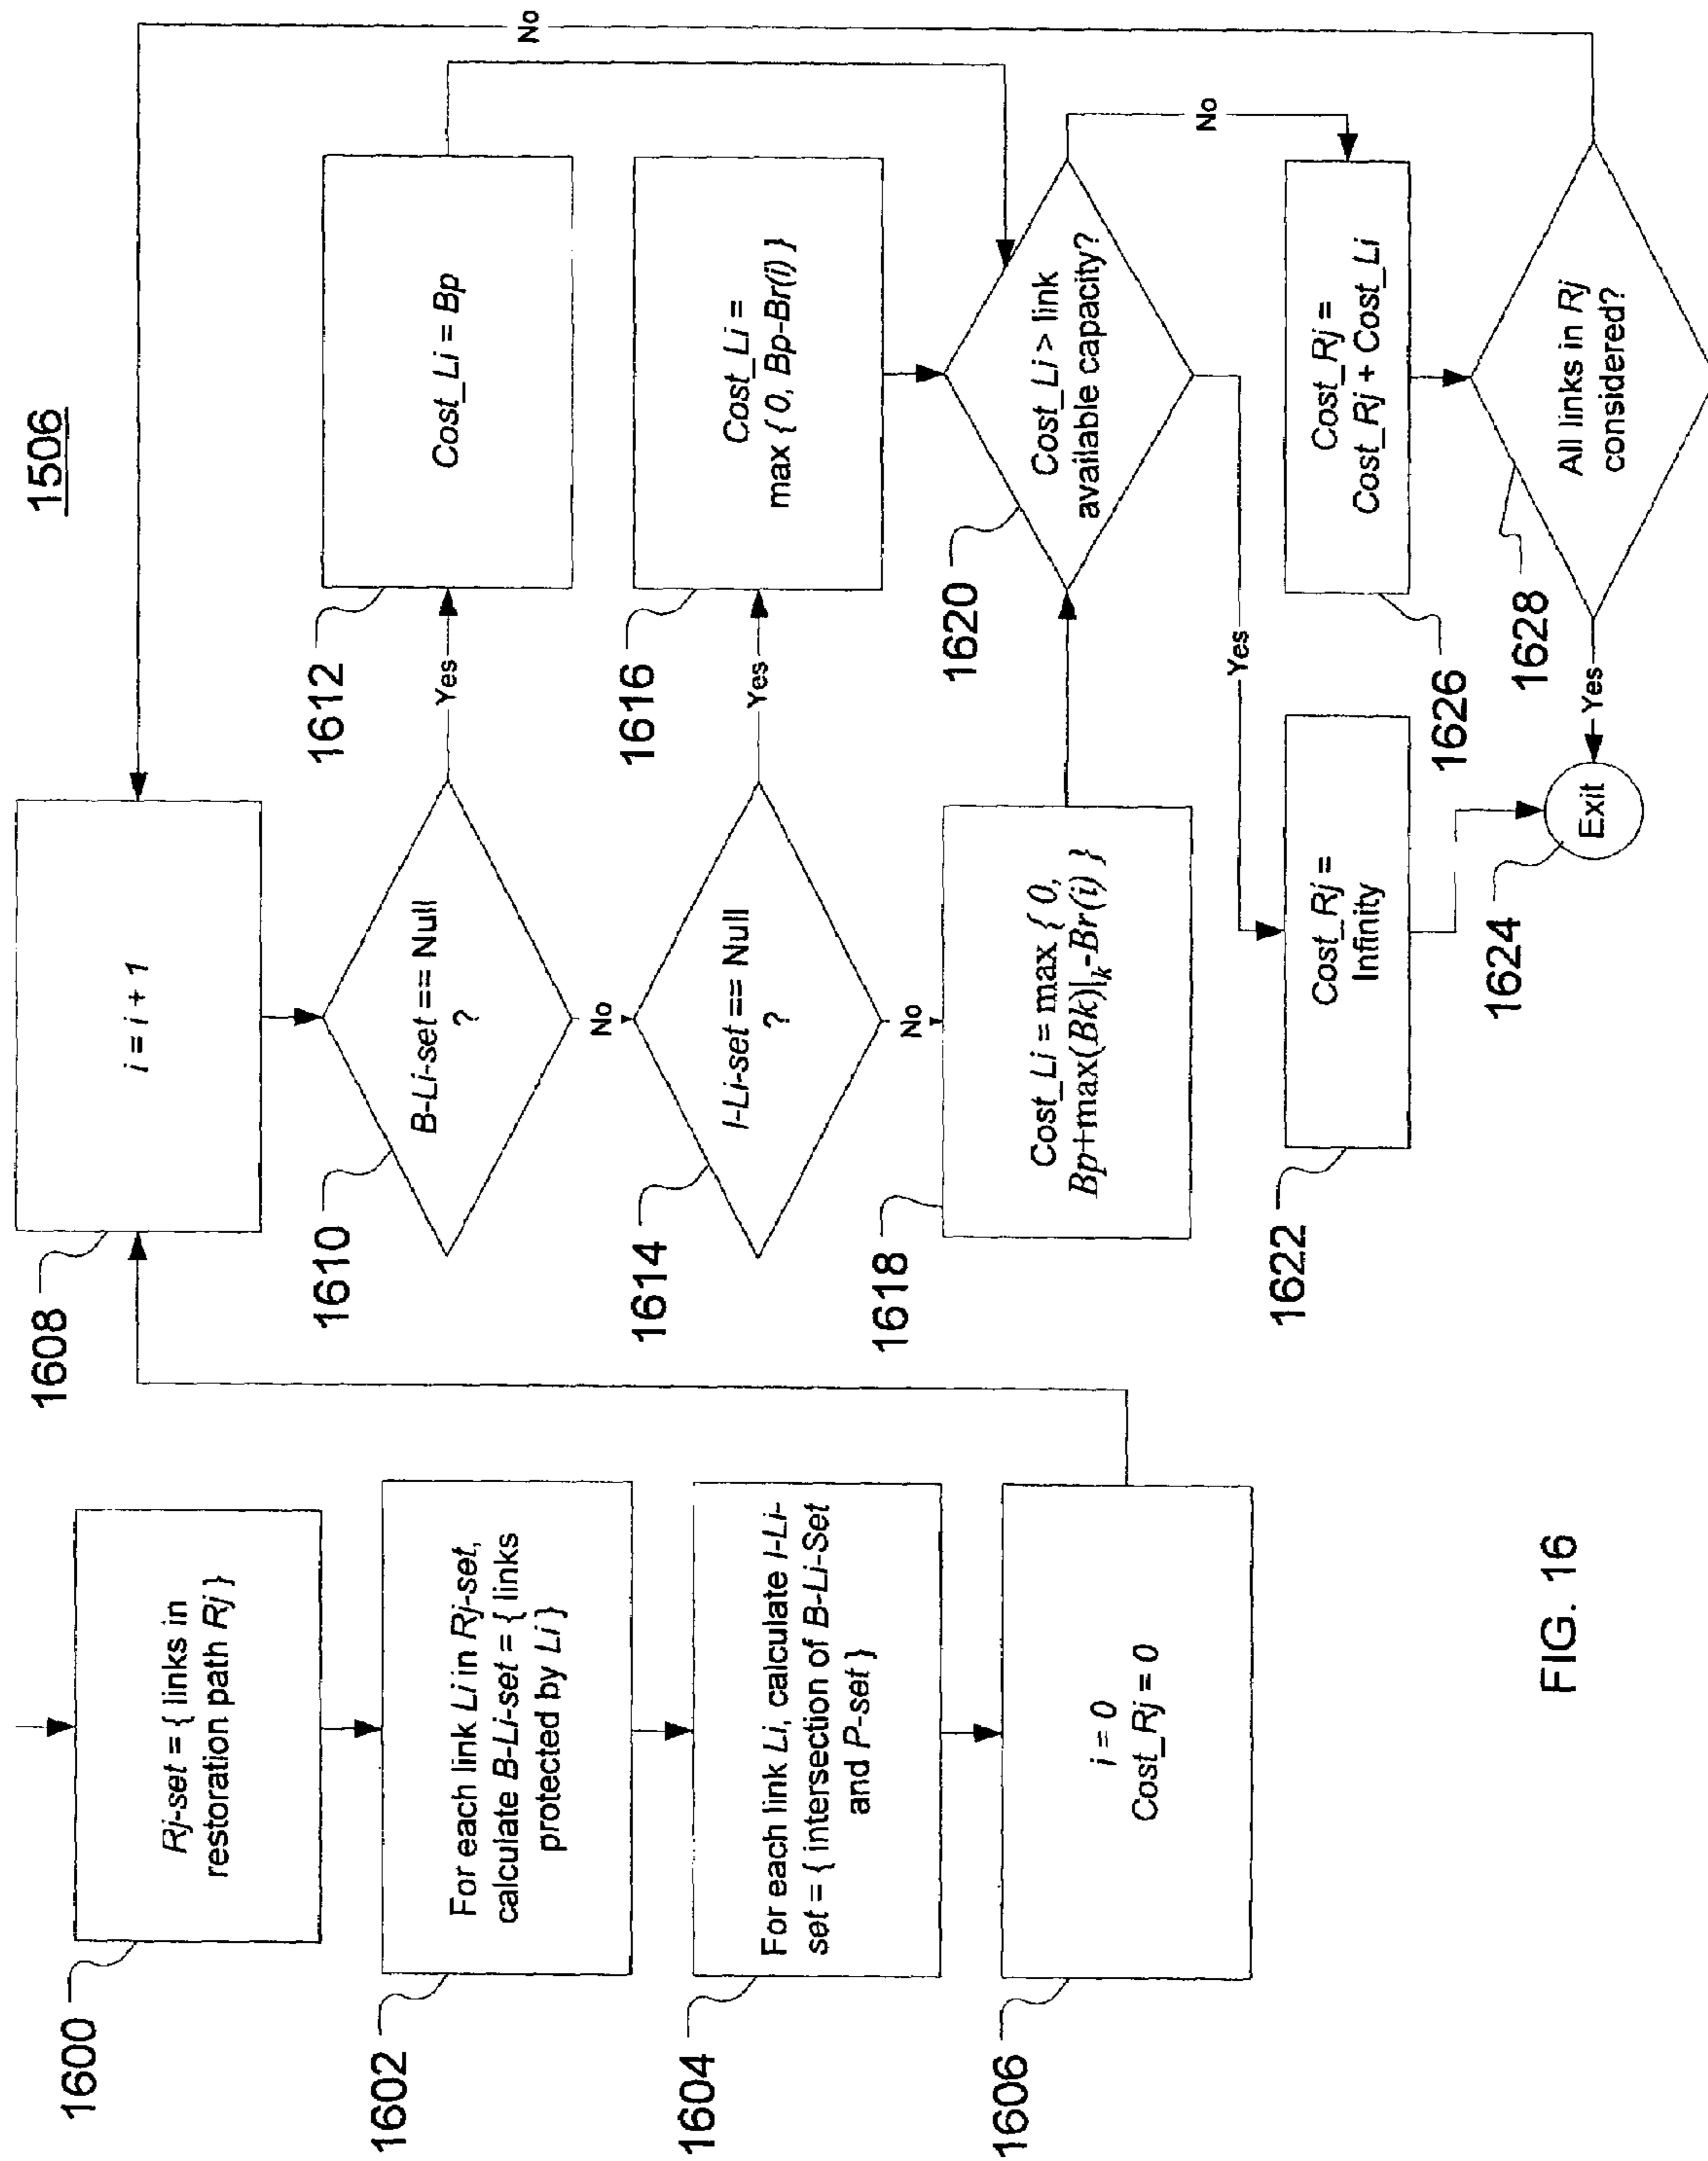 1506
1600
Rj-set = { links in
restoration path Rj }
1602
For each link Li in Rj-set,
calculate B-Li-set = { links
protected by Li }
1604
For each link Li, calculate I-Li-
set = { intersection of B-Li-Set
and P-set }
1606
i = 0
Cost_Rj = 0
1608
i = i + 1
1610
B-Li-set == Null
?
Yes
No
1612
Cost_Li = Bp
1614
I-Li-set == Null
?
Yes
No
1616
Cost_Li =
max { 0, Bp-Br(i) }
1618
Cost_Li = max { 0,
Bp+max(Bk)|k-Br(i) }
1620
Cost_Li > link
available capacity?
Yes
No
1622
Cost_Rj =
Infinity
1624
Exit
1626
Cost_Rj =
Cost_Rj + Cost_Li
1628
All links in Rj
considered?
Yes
No
FIG. 16